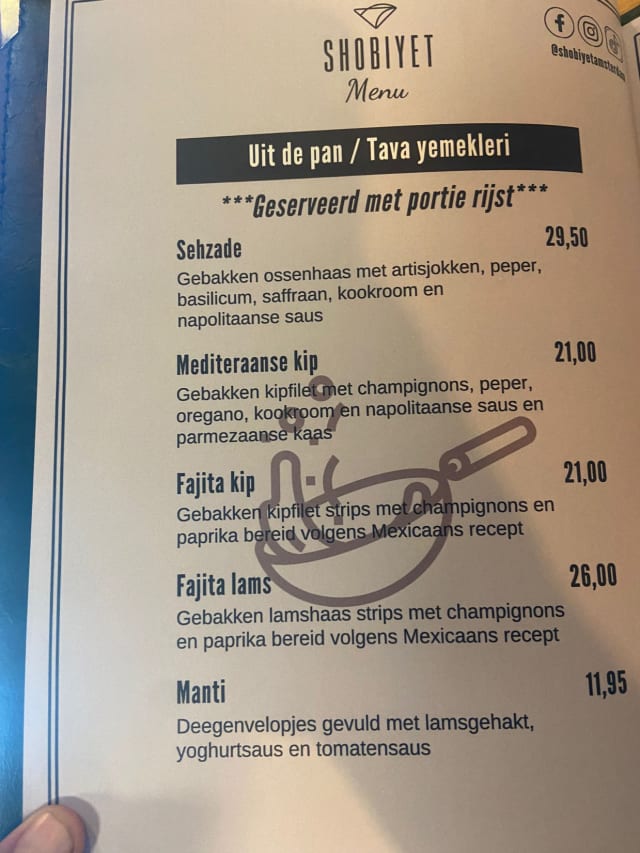 SHOBIYET
Menu
@shobiyetamsterdam
Uit de pan / Tava yemekleri
***Geserveerd met portie rijst***
Sehzade 29,50
Gebakken ossenhaas met artisjokken, peper,
basilicum, saffraan, kookroom en
napolitaanse saus
Mediteraanse kip 21,00
Gebakken kipfilet met champignons, peper,
oregano, kookroom en napolitaanse saus en
parmezaanse kaas
Fajita kip 21,00
Gebakken kipfilet strips met champignons en
paprika bereid volgens Mexicaans recept
Fajita lams 26,00
Gebakken lamshaas strips met champignons
en paprika bereid volgens Mexicaans recept
Manti 11,95
Deegenvelopjes gevuld met lamsgehakt,
yoghurtsaus en tomatensaus